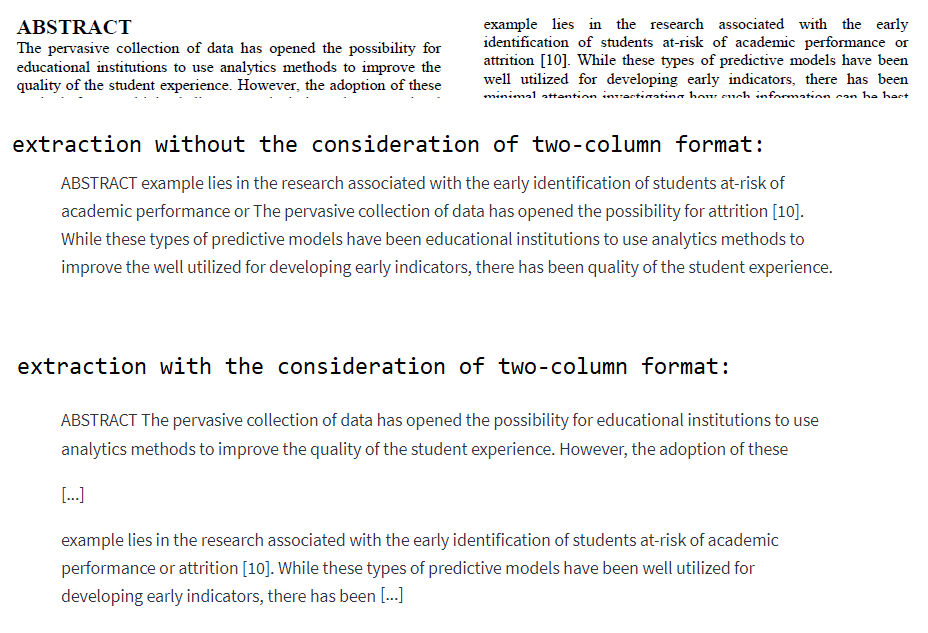 ABSTRACT
The pervasive collection of data has opened the possibility for
educational institutions to use analytics methods to improve the
quality of the student experience. However, the adoption of these
example lies in the research associated with the early
identification of students at-risk of academic performance or
attrition [10]. While these types of predictive models have been
well utilized for developing early indicators, there has been
minimal attention investigating how such information can be best
extraction without the consideration of two-column format:
ABSTRACT example lies in the research associated with the early identification of students at-risk of
academic performance or The pervasive collection of data has opened the possibility for attrition [10].
While these types of predictive models have been educational institutions to use analytics methods to
improve the well utilized for developing early indicators, there has been quality of the student experience.
extraction with the consideration of two-column format:
ABSTRACT The pervasive collection of data has opened the possibility for educational institutions to use
analytics methods to improve the quality of the student experience. However, the adoption of these
[...]
example lies in the research associated with the early identification of students at-risk of academic
performance or attrition [10]. While these types of predictive models have been well utilized for
developing early indicators, there has been [...]